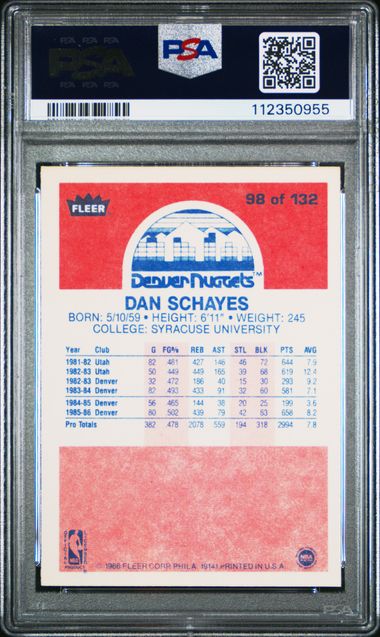 PSA
112350955
FLEER
98 of 132
DENVER NUGGETS™
DAN SCHAYES
BORN: 5/10/59 • HEIGHT: 6'11" • WEIGHT: 245
COLLEGE: SYRACUSE UNIVERSITY
Year Club G FG% REB AST STL BLK PTS AVG
1981-82 Utah 82 .461 427 146 46 72 644 7.9
1982-83 Utah 50 .449 449 165 39 68 619 12.4
1982-83 Denver 32 .472 186 40 15 30 293 9.2
1983-84 Denver 82 .493 433 91 32 60 581 7.1
1984-85 Denver 56 .465 144 38 20 25 199 3.6
1985-86 Denver 80 .502 439 79 42 63 658 8.2
Pro Totals 382 .478 2078 559 194 318 2994 7.8
© 1986 FLEER CORP. PHILA. 19141 PRINTED IN U.S.A.
PSA